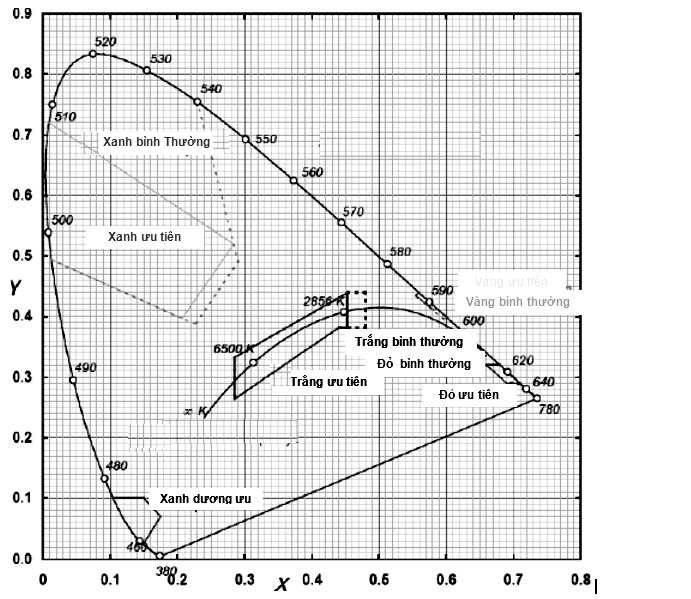 0.9
0.8
0.7
0.6
0.5
Y
0.4
0.3
0.2
0.1
0.0
0
0.1
0.2
0.3
0.4
0.5
0.6
0.7
0.8
X
520
530
540
510
550
Xanh bình Thường
560
570
500
Xanh ưu tiên
580
Vàng ưu tiên
590
2856 K
Vàng bình thường
600
6500 K
Trắng bình thường
490
Đỏ bình thường
620
Trắng ưu tiên
640
Đỏ ưu tiên
780
480
Xanh dương ưu
460
380